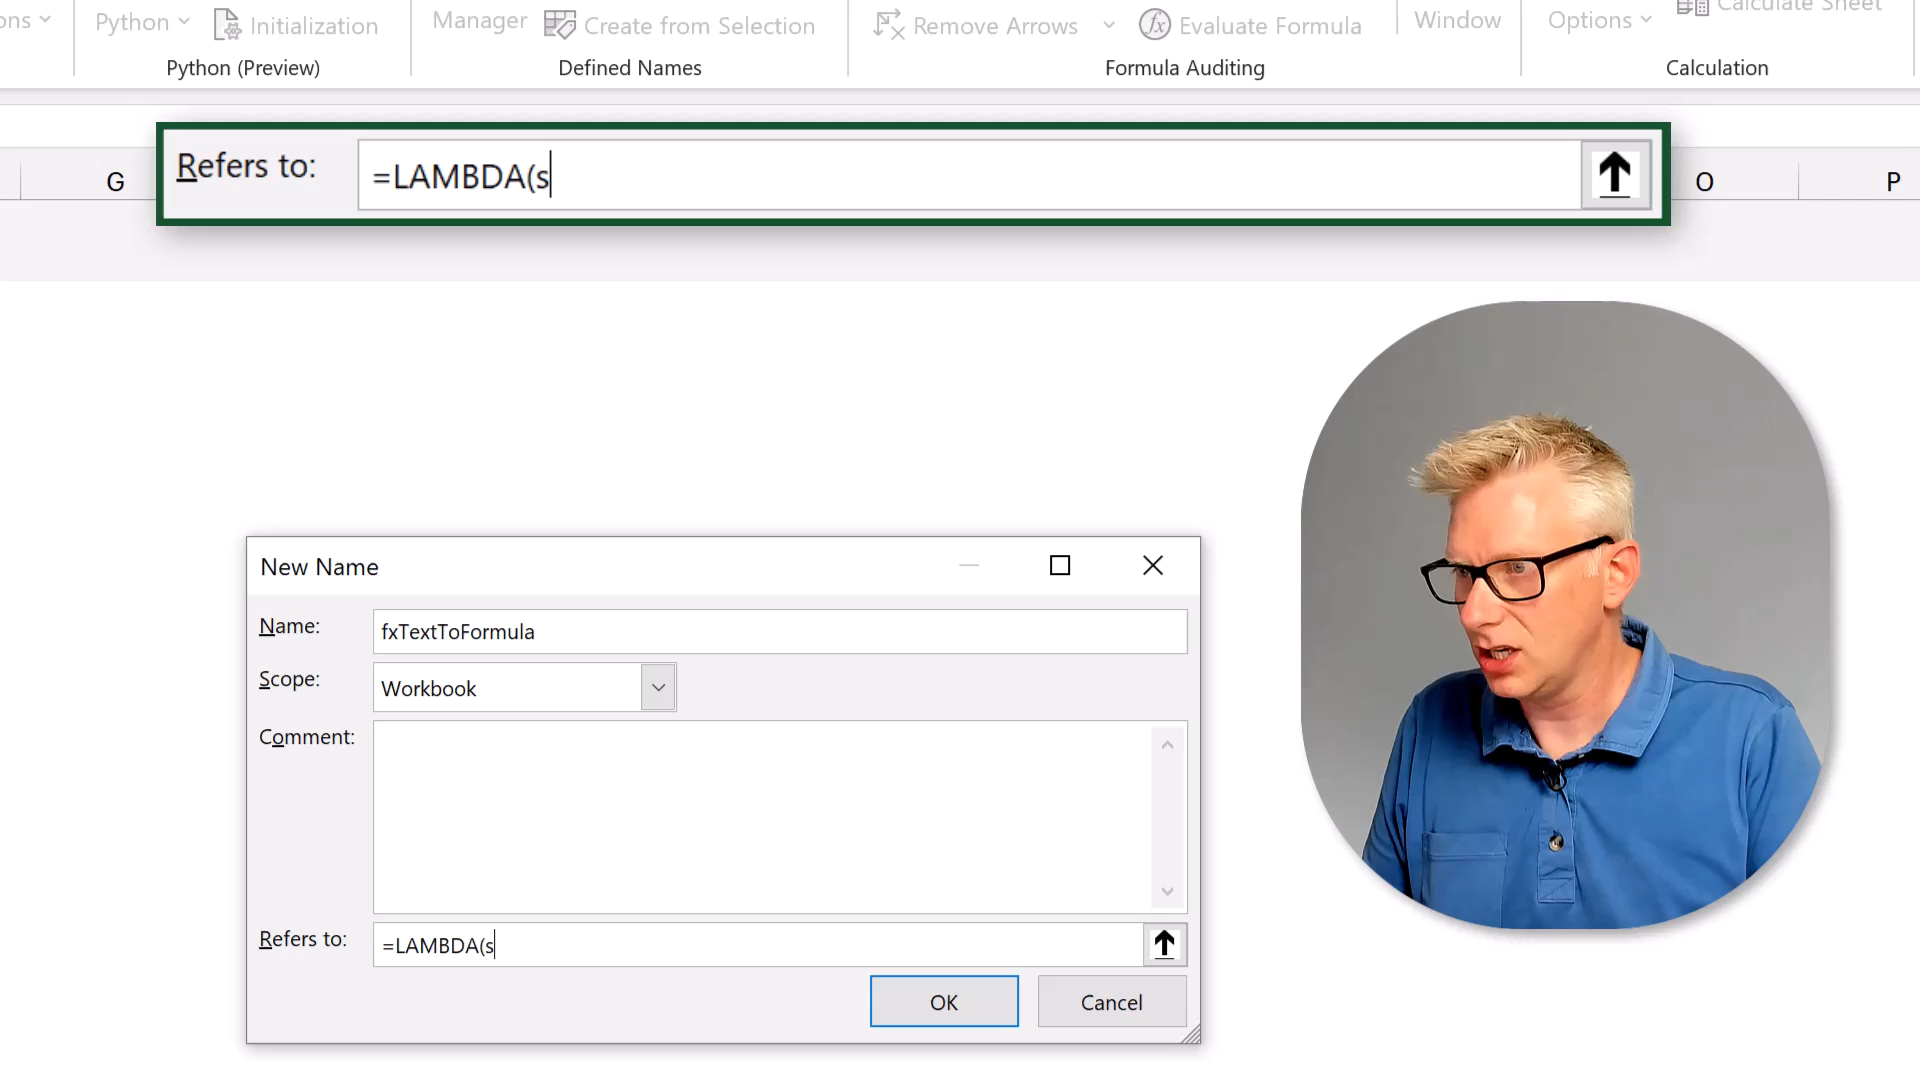 ons
Python
Initialization
Manager
Create from Selection
Remove Arrows
Evaluate Formula
Window
Options
Calculate Sheet
Python (Preview)
Defined Names
Formula Auditing
Calculation
G
Refers to:
=LAMBDA(s
O
P
New Name
Name:
fxTextToFormula
Scope:
Workbook
Comment:
Refers to:
=LAMBDA(s
OK
Cancel